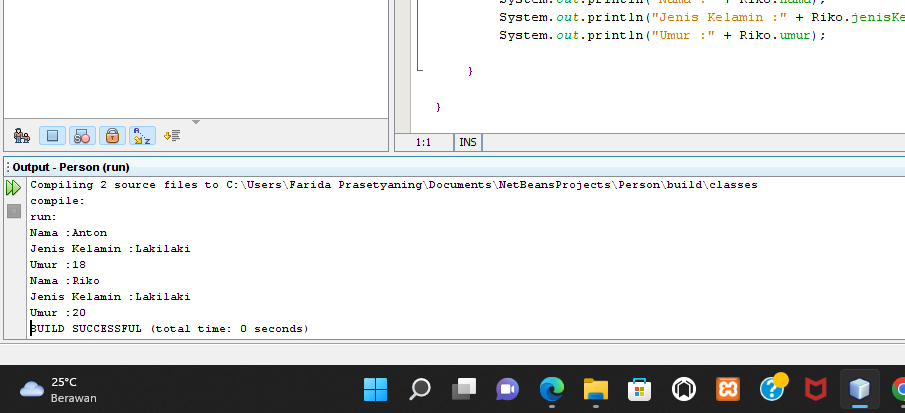 System.out.println("Nama :" + Riko.nama);
System.out.println("Jenis Kelamin :" + Riko.jenisKe
System.out.println("Umur :" + Riko.umur);
}
}
1:1 INS
Output - Person (run)
Compiling 2 source files to C:\Users\Farida Prasetyaning\Documents\NetBeansProjects\Person\build\classes
compile:
run:
Nama :Anton
Jenis Kelamin :Lakilaki
Umur :18
Nama :Riko
Jenis Kelamin :Lakilaki
Umur :20
BUILD SUCCESSFUL (total time: 0 seconds)
25°C
Berawan